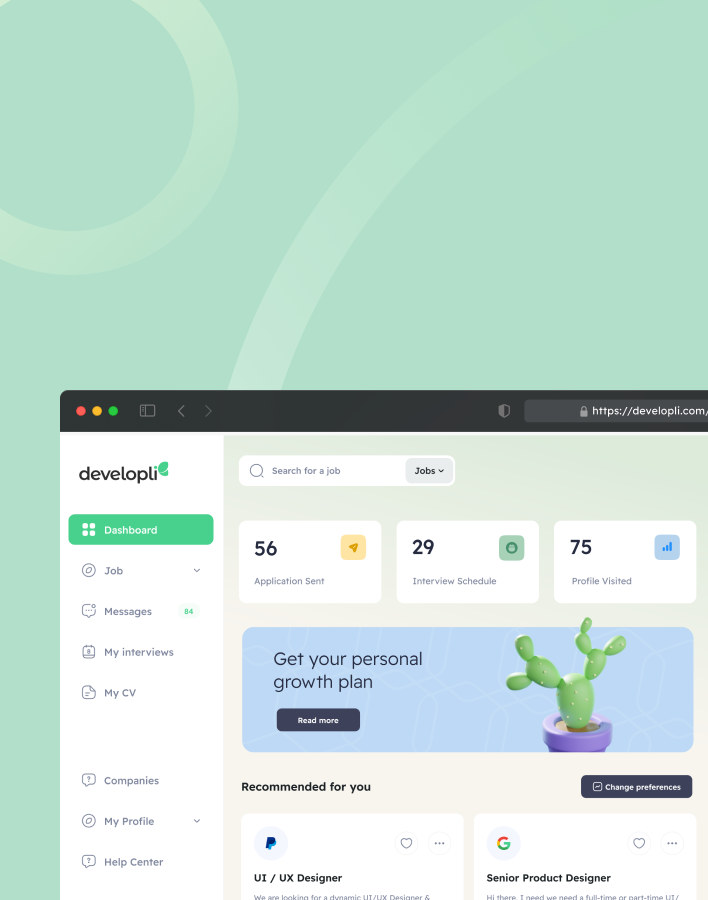 https://developli.com/
developli
Search for a job
Jobs
Dashboard
Job
Messages
84
My interviews
8
My CV
Companies
My Profile
Help Center
56
Application Sent
29
Interview Schedule
75
Profile Visited
Get your personal
growth plan
Read more
Recommended for you
Change preferences
UI / UX Designer
We are looking for a dynamic UI/UX Designer &
Senior Product Designer
Hi there, I need we need a full-time or part-time UI/